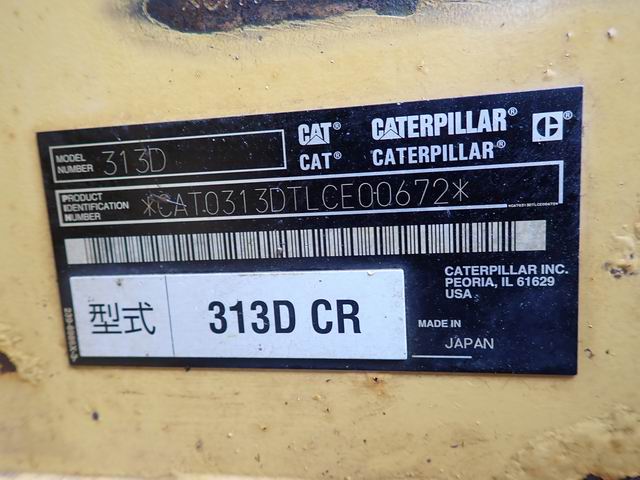 CAT® CATERPILLAR®
CAT® CATERPILLAR®
MODEL NUMBER 313D
PRODUCT IDENTIFICATION NUMBER *CAT0313DTLCE00672*
*CAT0313DTLCE00672*
CATERPILLAR INC.
PEORIA, IL 61629
USA
型式 313D CR
MADE IN
JAPAN